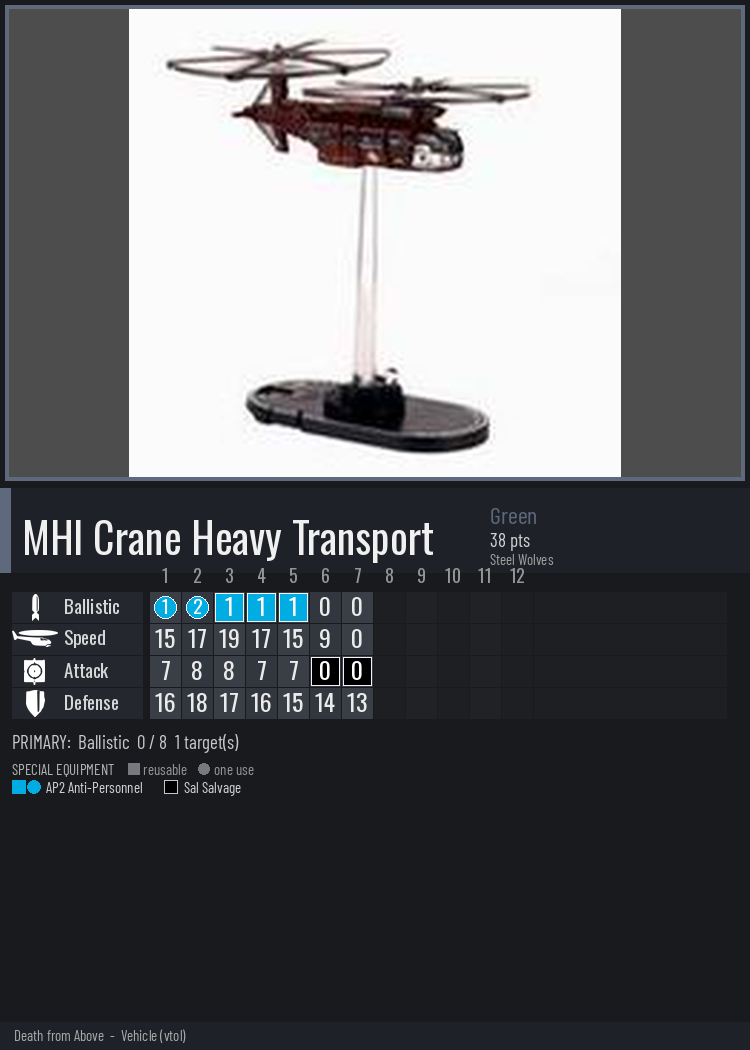 MHI Crane Heavy Transport
Green
38 pts
Steel Wolves
1 2 3 4 5 6 7 8 9 10 11 12
Ballistic 1 2 1 1 1 0 0
Speed 15 17 19 17 15 9 0
Attack 7 8 8 7 7 0 0
Defense 16 18 17 16 15 14 13
PRIMARY: Ballistic 0 / 8 1 target(s)
SPECIAL EQUIPMENT reusable one use
AP2 Anti-Personnel Sal Salvage
Death from Above - Vehicle (vtol)